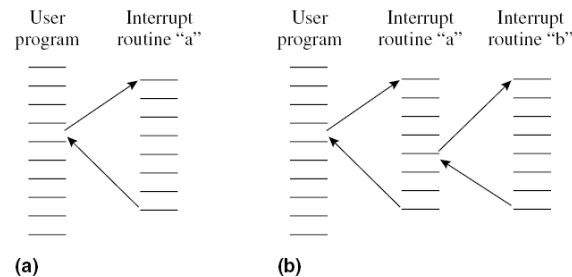 User program
Interrupt routine “a”
User program
Interrupt routine “a”
Interrupt routine “b”
(a)
(b)